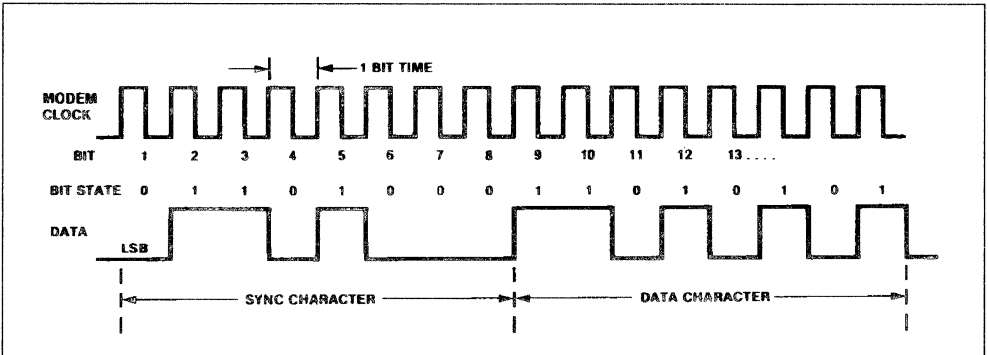 1 BIT TIME
MODEM
CLOCK
BIT 1 2 3 4 5 6 7 8 9 10 11 12 13 ....
BIT STATE 0 1 1 0 1 0 0 0 1 1 0 1 0 1 0 1
DATA
LSB
SYNC CHARACTER DATA CHARACTER